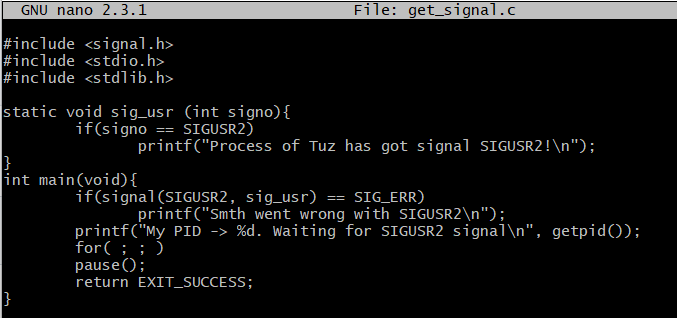 GNU nano 2.3.1 File: get_signal.c
#include <signal.h>
#include <stdio.h>
#include <stdlib.h>
static void sig_usr (int signo){
if(signo == SIGUSR2)
printf("Process of Tuz has got signal SIGUSR2!\n");
}
int main(void){
if(signal(SIGUSR2, sig_usr) == SIG_ERR)
printf("Smth went wrong with SIGUSR2\n");
printf("My PID -> %d. Waiting for SIGUSR2 signal\n", getpid());
for( ; ; )
pause();
return EXIT_SUCCESS;
}